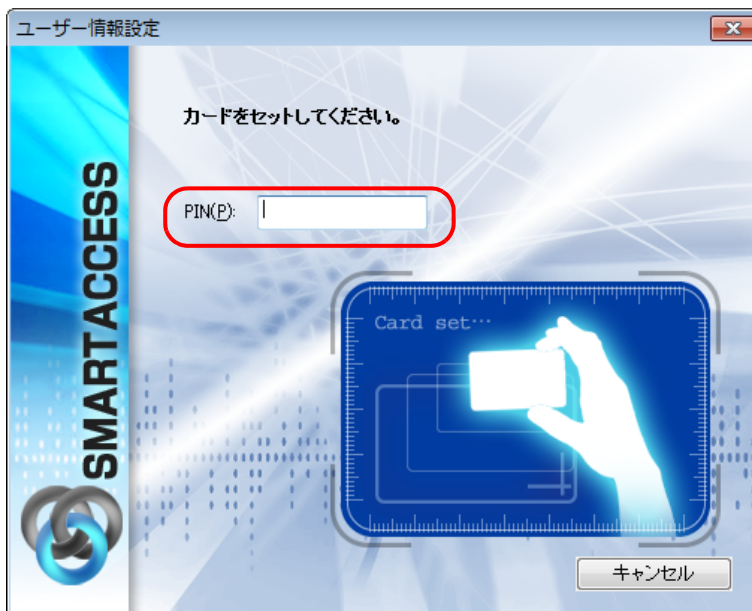 ユーザー情報設定
カードをセットしてください。
PIN(P):
Card set…
SMARTACCESS
キャンセル